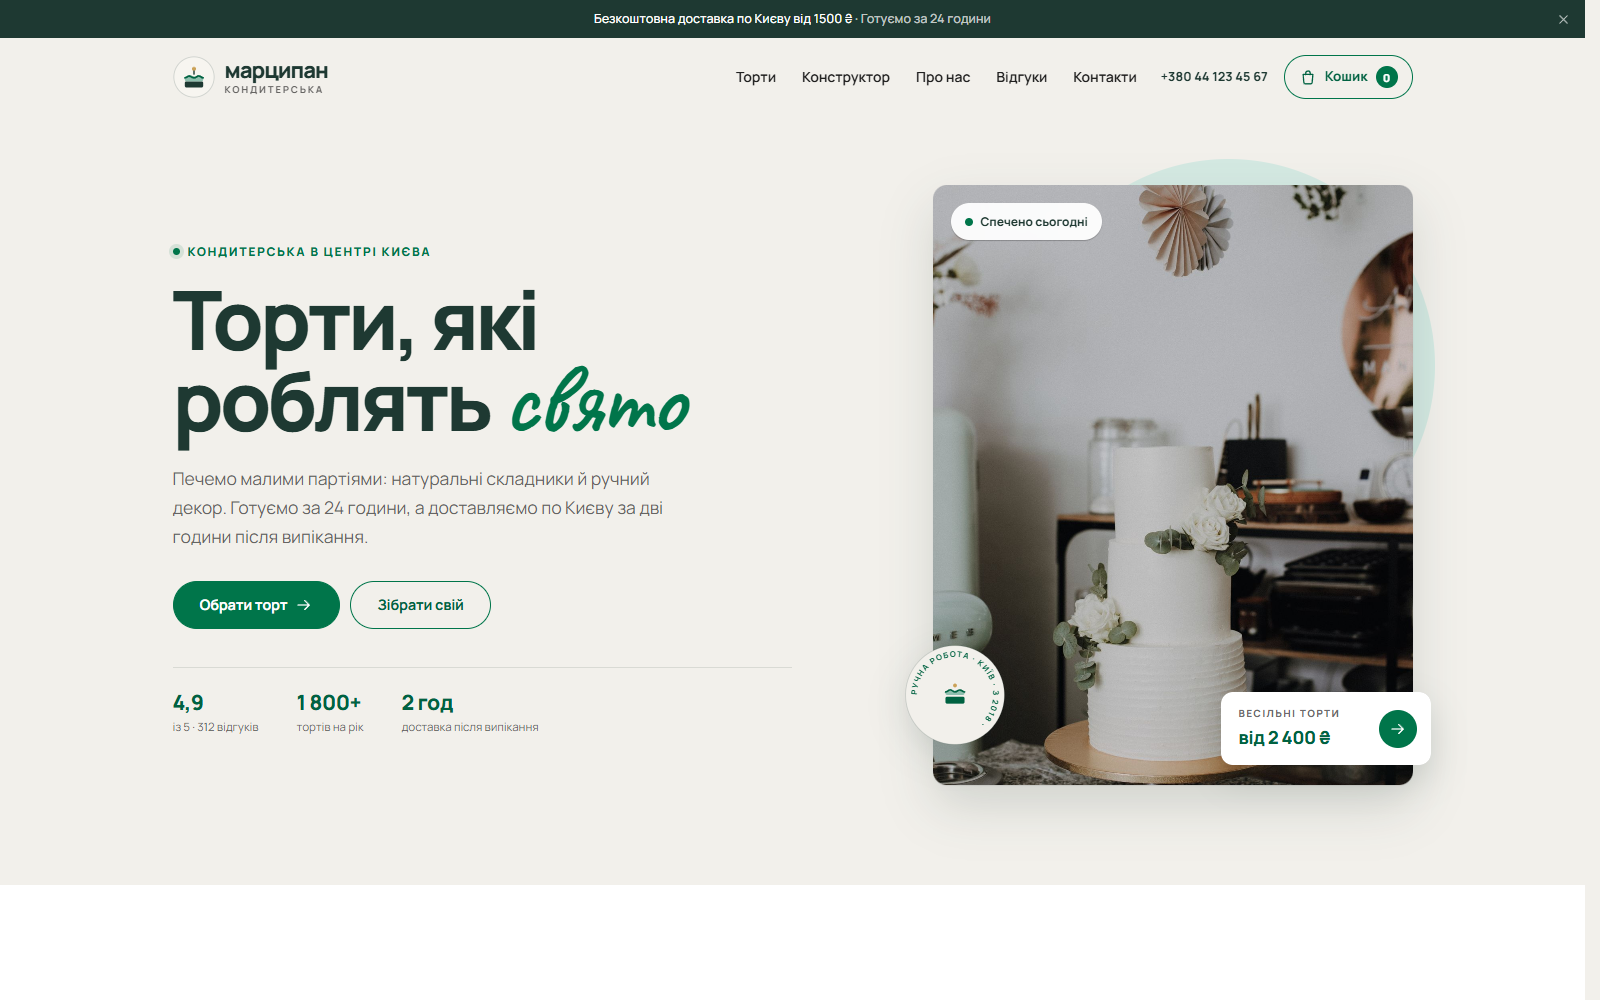 Безкоштовна доставка по Києву від 1500 ₴ · Готуємо за 24 години
марципан
КОНДИТЕРСЬКА
Торти
Конструктор
Про нас
Відгуки
Контакти
+380 44 123 45 67
Кошик
0
КОНДИТЕРСЬКА В ЦЕНТРІ КИЄВА
Торти, які
роблять свято
Печемо малими партіями: натуральні складники й ручний
декор. Готуємо за 24 години, а доставляємо по Києву за дві
години після випікання.
Обрати торт →
Зібрати свій
4,9
із 5 · 312 відгуків
1 800+
тортів на рік
2 год
доставка після випікання
Спечено сьогодні
РУЧНА РОБОТА · КИЇВ · З 2018 ·
ВЕСІЛЬНІ ТОРТИ
від 2 400 ₴